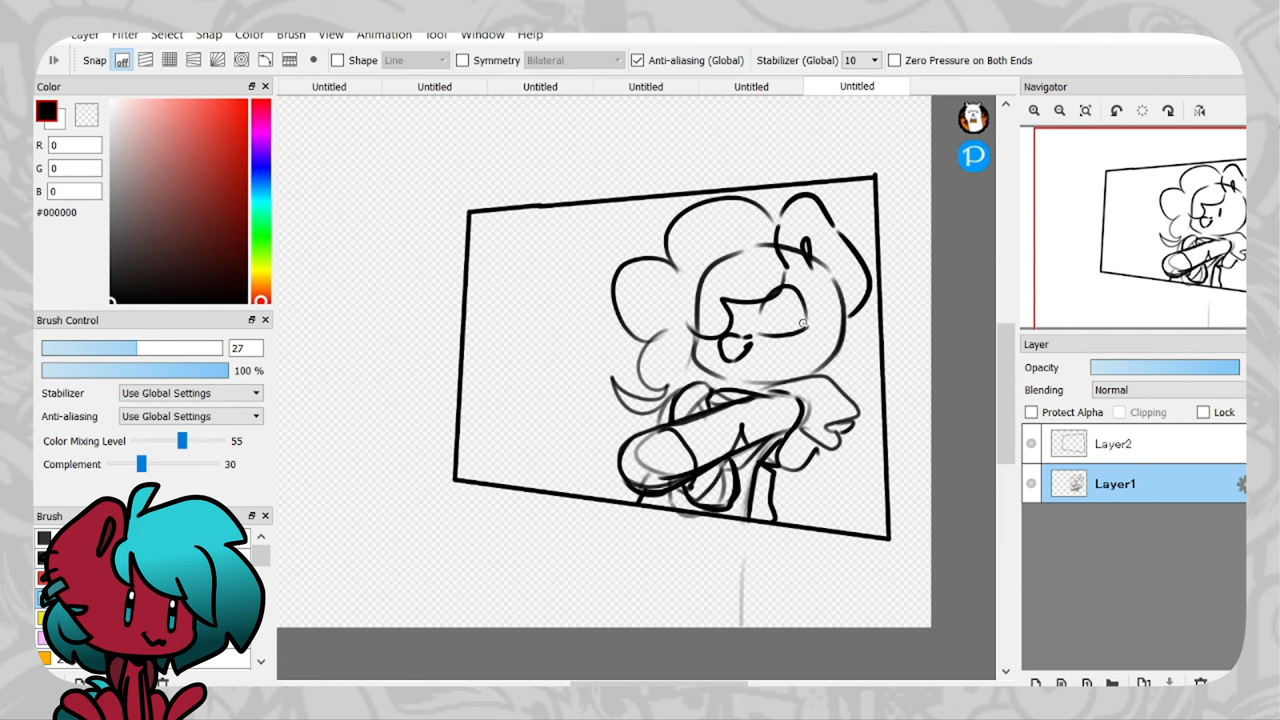 Layer Filter Select Snap Color Brush View Animation Tool Window Help
Snap off Shape Line Symmetry Bilateral Anti-aliasing (Global) Stabilizer (Global) 10 Zero Pressure on Both Ends
Color
Untitled Untitled Untitled Untitled Untitled Untitled
Navigator
R 0
G 0
B 0
#000000
Brush Control
27
100 %
Stabilizer Use Global Settings
Anti-aliasing Use Global Settings
Color Mixing Level 55
Complement 30
Brush
P
Layer
Opacity
Blending Normal
Protect Alpha Clipping Lock
Layer2
Layer1